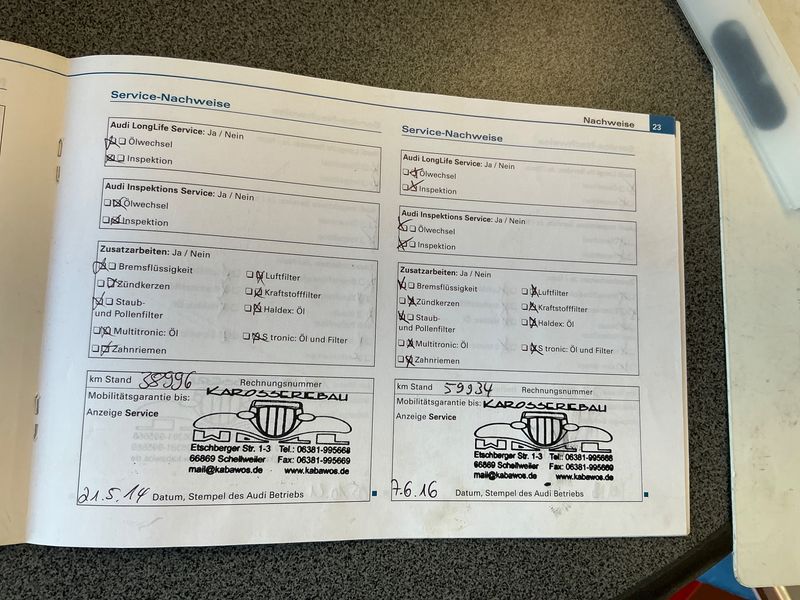 Service-Nachweise
Audi LongLife Service: Ja / Nein
Ölwechsel
Inspektion
Audi Inspektions Service: Ja / Nein
Ölwechsel
Inspektion
Zusatzarbeiten: Ja / Nein
Bremsflüssigkeit
Zündkerzen
Staub-
und Pollenfilter
Multitronic: Öl
Zahnriemen
Luftfilter
Kraftstofffilter
Haldex: Öl
S tronic: Öl und Filter
km Stand 38996 Rechnungsnummer
Mobilitätsgarantie bis:
Anzeige Service
KAROSSERIEBAU
Etschberger Str. 1-3 Tel.: 06381-995668
66869 Schellweiler Fax: 06381-995669
mail@kabawos.de www.kabawos.de
21.5.14 Datum, Stempel des Audi Betriebs
Nachweise 23
Service-Nachweise
Audi LongLife Service: Ja / Nein
Ölwechsel
Inspektion
Audi Inspektions Service: Ja / Nein
Ölwechsel
Inspektion
Zusatzarbeiten: Ja / Nein
Bremsflüssigkeit
Zündkerzen
Staub-
und Pollenfilter
Multitronic: Öl
Zahnriemen
Luftfilter
Kraftstofffilter
Haldex: Öl
S tronic: Öl und Filter
km Stand 59934 Rechnungsnummer
Mobilitätsgarantie bis:
Anzeige Service
KAROSSERIEBAU
Etschberger Str. 1-3 Tel.: 06381-995668
66869 Schellweiler Fax: 06381-995669
mail@kabawos.de www.kabawos.de
7.6.16 Datum, Stempel des Audi Betriebs